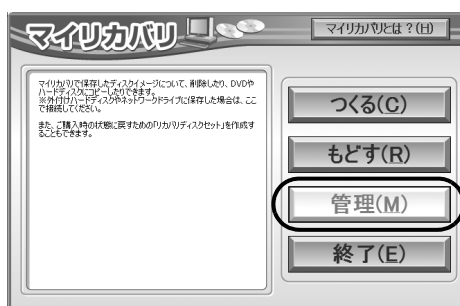 マイリカバリ
マイリカバリとは?(H)
マイリカバリで保存したディスクイメージについて、削除したり、DVDや
ハードディスクにコピーしたりできます。
※外付けハードディスクやネットワークドライブに保存した場合は、ここ
で接続してください。
また、ご購入時の状態に戻すための「リカバリディスクセット」を作成す
ることもできます。
つくる(C)
もどす(R)
管理(M)
終了(E)